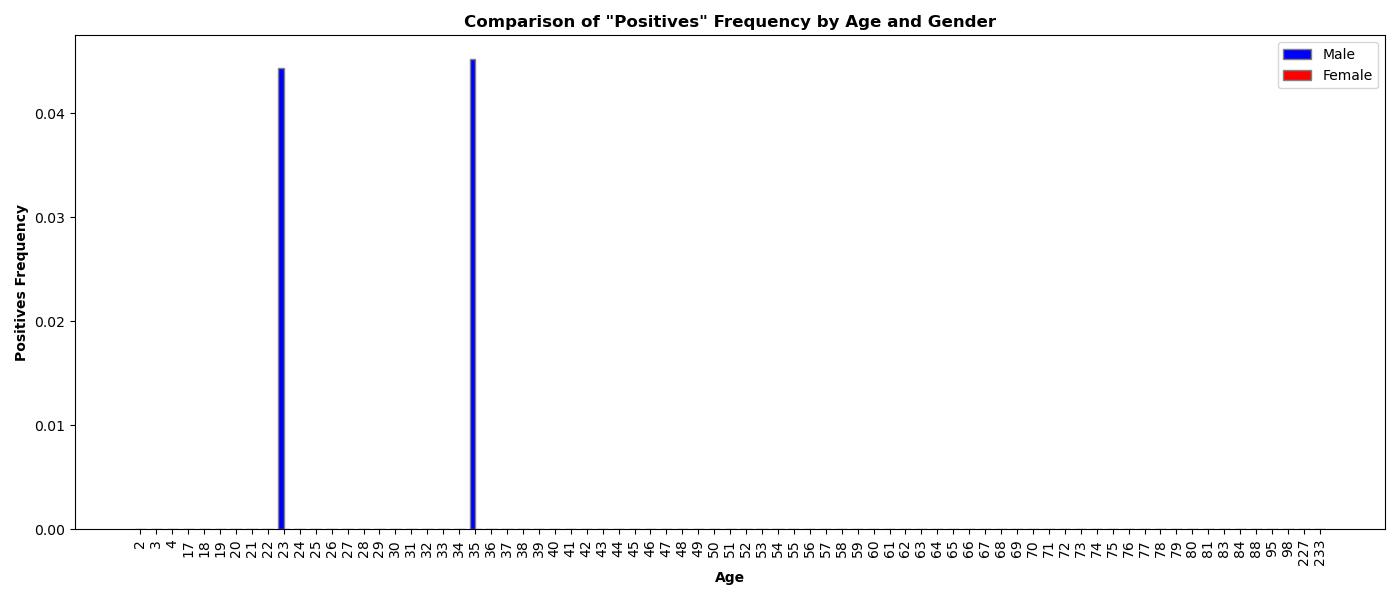 Comparison of "Positives" Frequency by Age and Gender
Male
Female
0.04
0.03
0.02
0.01
0.00
Positives Frequency
2 3 4 17 18 19 20 21 22 23 24 25 26 27 28 29 30 31 32 33 34 35 36 37 38 39 40 41 42 43 44 45 46 47 48 49 50 51 52 53 54 55 56 57 58 59 60 61 62 63 64 65 66 67 68 69 70 71 72 73 74 75 76 77 78 79 80 81 83 84 88 95 98 227 233
Age